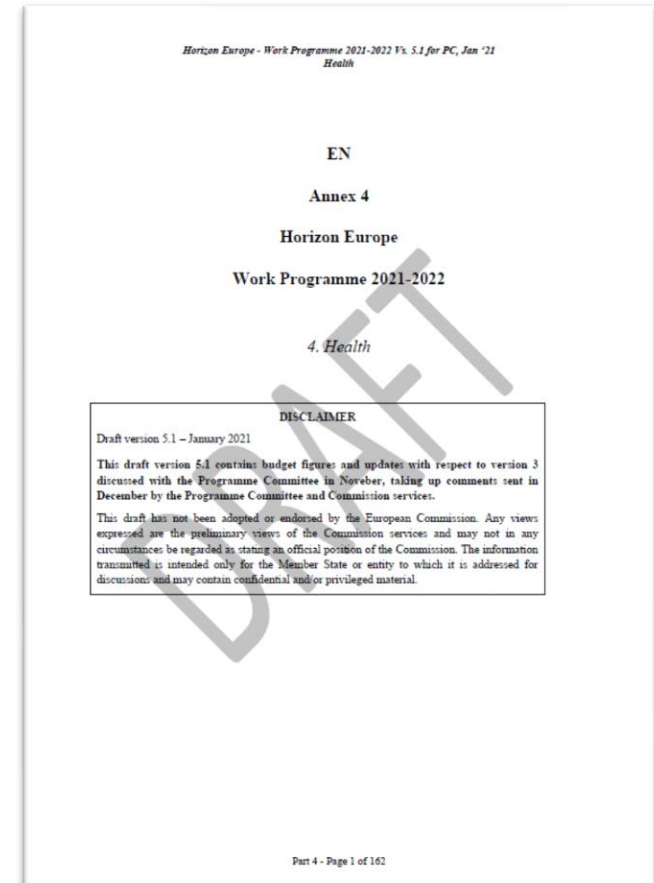 Horizon Europe - Work Programme 2021-2022 Vs. 5.1 for PC, Jan '21
Health
EN
Annex 4
Horizon Europe
Work Programme 2021-2022
4. Health
DRAFT
DISCLAIMER
Draft version 5.1 – January 2021
This draft version 5.1 contains budget figures and updates with respect to version 3
discussed with the Programme Committee in Noveber, taking up comments sent in
December by the Programme Committee and Commission services.
This draft has not been adopted or endorsed by the European Commission. Any views
expressed are the preliminary views of the Commission services and may not in any
circumstances be regarded as stating an official position of the Commission. The information
transmitted is intended only for the Member State or entity to which it is addressed for
discussions and may contain confidential and/or privileged material.
Part 4 - Page 1 of 162